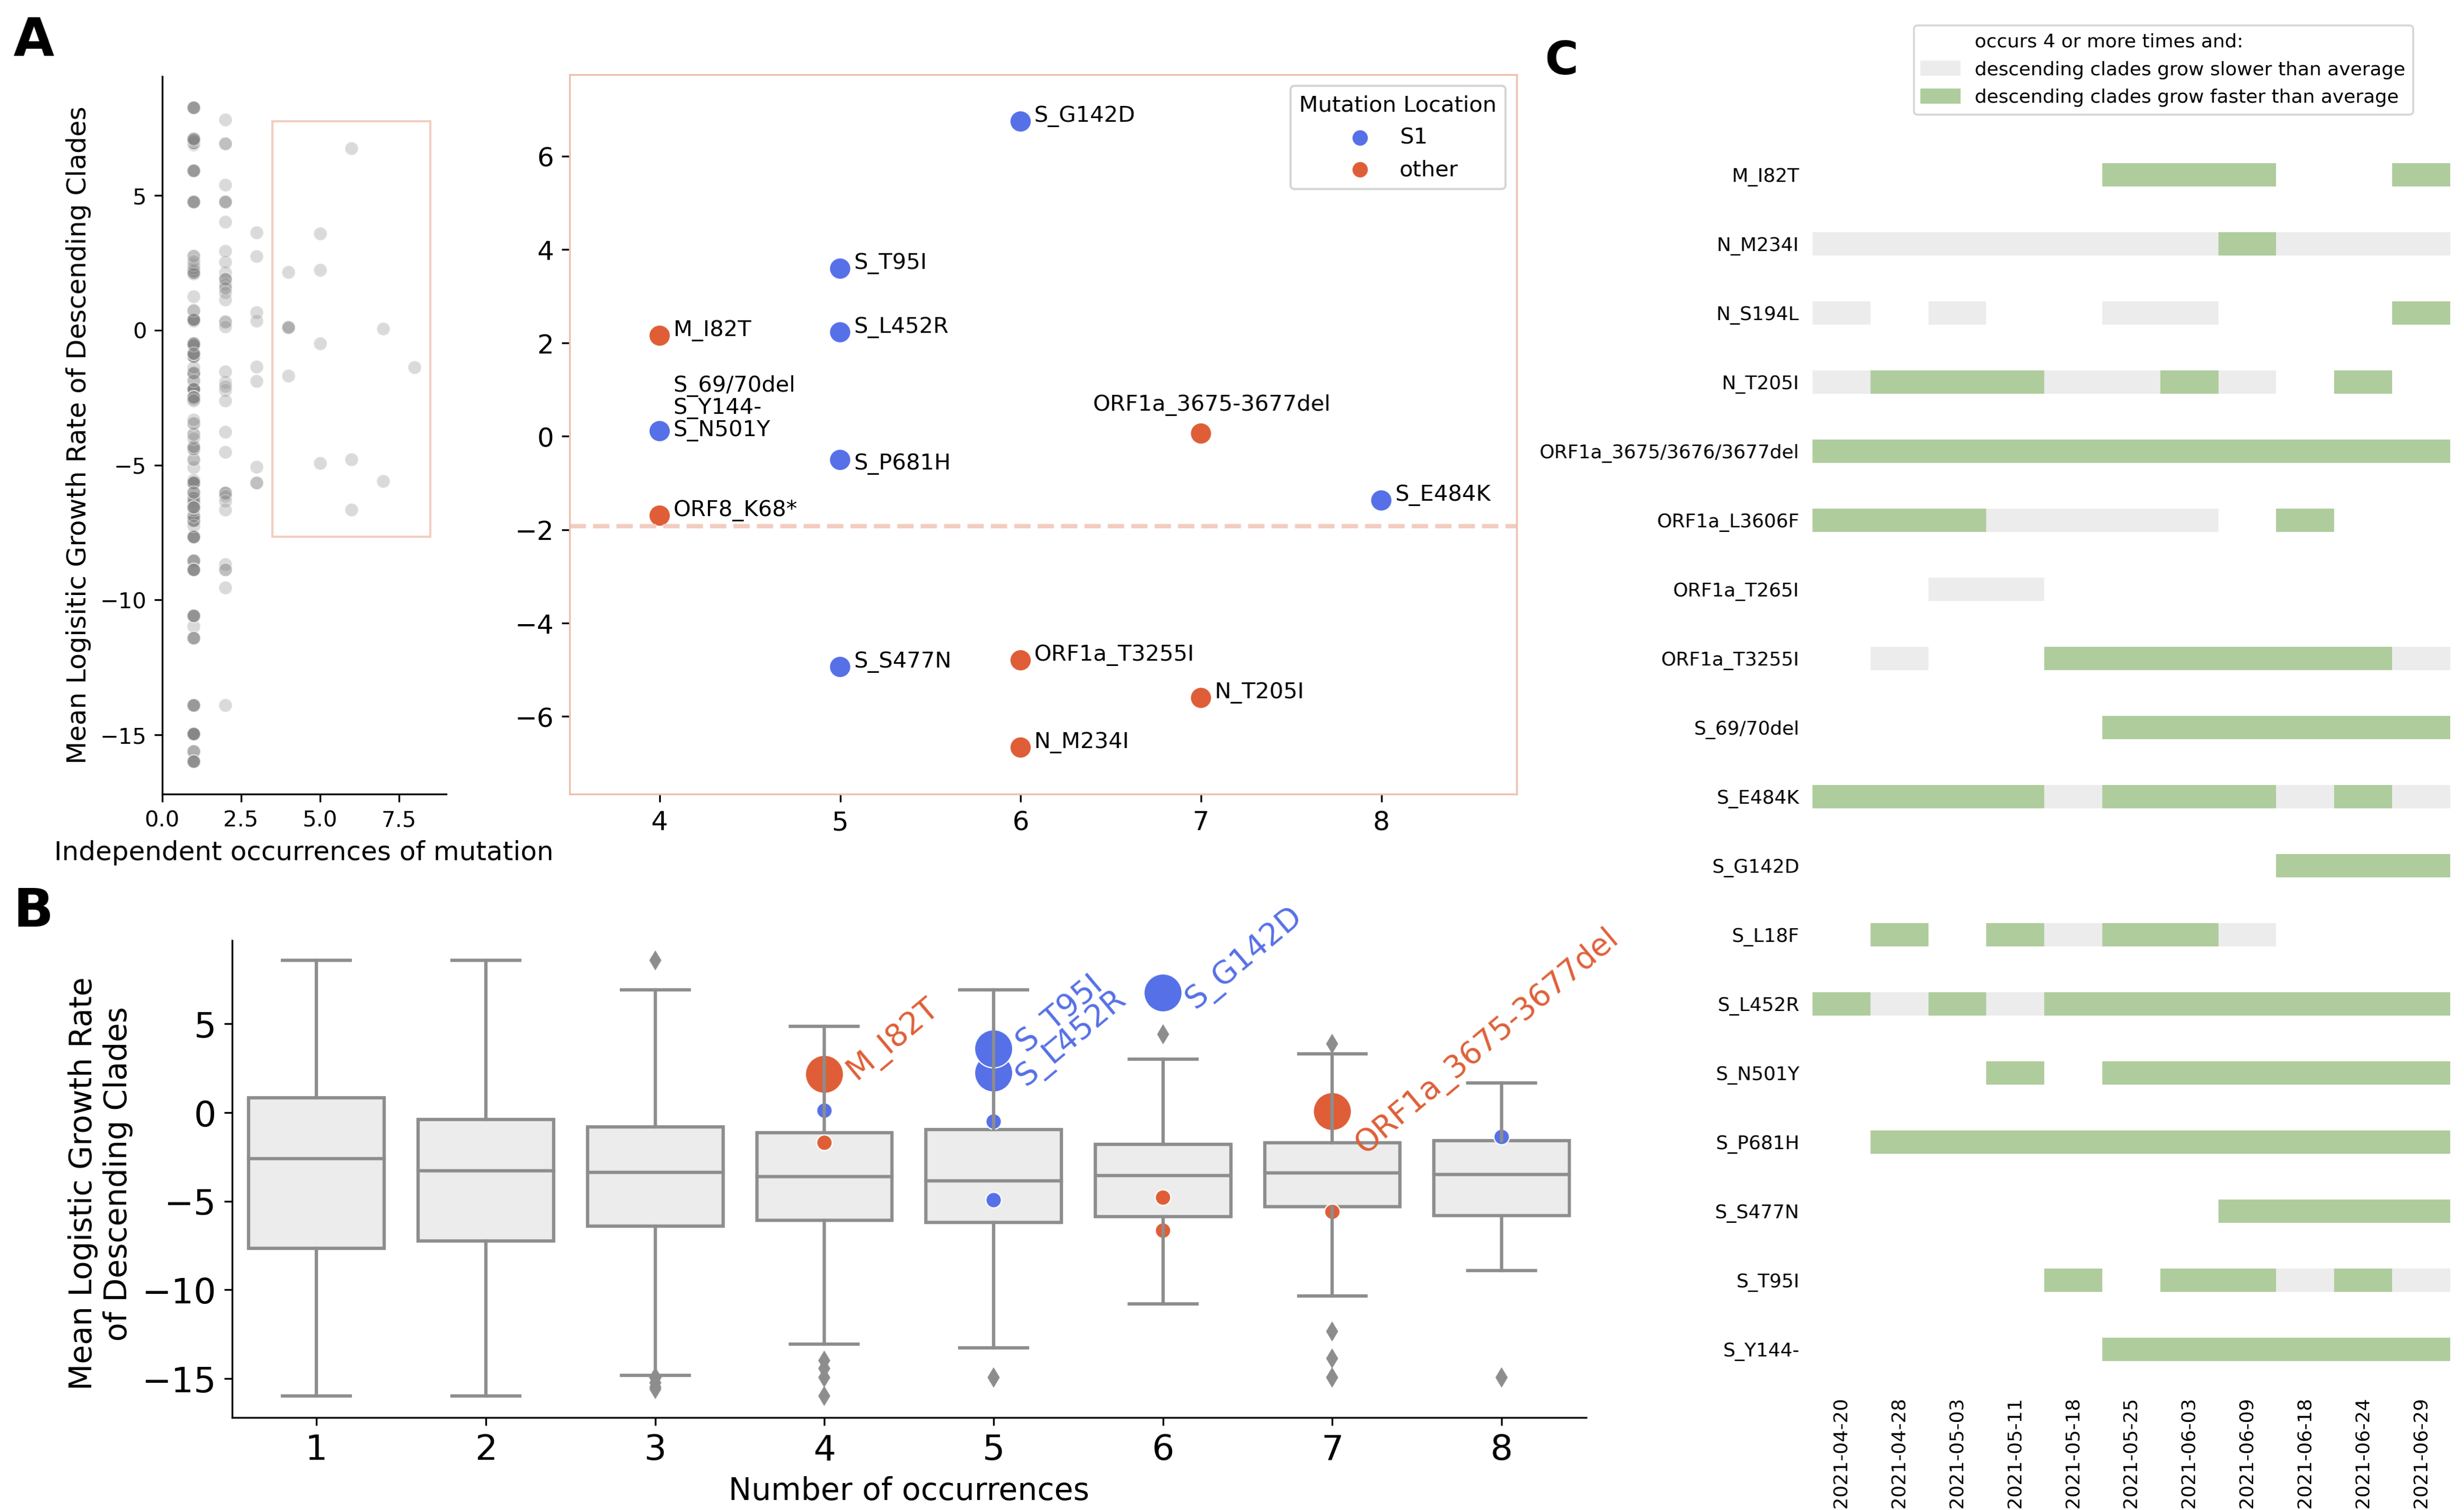 A
Mean Logisitic Growth Rate of Descending Clades
5
0
−5
−10
−15
0.0
2.5
5.0
7.5
Independent occurrences of mutation
6
4
2
0
−2
−4
−6
4
5
6
7
8
Mutation Location
S1
other
S_G142D
S_T95I
S_L452R
M_I82T
S_69/70del
S_Y144-
S_N501Y
ORF1a_3675-3677del
S_P681H
S_E484K
ORF8_K68*
S_S477N
ORF1a_T3255I
N_T205I
N_M234I
B
Mean Logistic Growth Rate
of Descending Clades
5
0
−5
−10
−15
M_I82T
S_T95I
S_L452R
S_G142D
ORF1a_3675-3677del
1
2
3
4
5
6
7
8
Number of occurrences
C
occurs 4 or more times and:
descending clades grow slower than average
descending clades grow faster than average
M_I82T
N_M234I
N_S194L
N_T205I
ORF1a_3675/3676/3677del
ORF1a_L3606F
ORF1a_T265I
ORF1a_T3255I
S_69/70del
S_E484K
S_G142D
S_L18F
S_L452R
S_N501Y
S_P681H
S_S477N
S_T95I
S_Y144-
2021-04-20
2021-04-28
2021-05-03
2021-05-11
2021-05-18
2021-05-25
2021-06-03
2021-06-09
2021-06-18
2021-06-24
2021-06-29